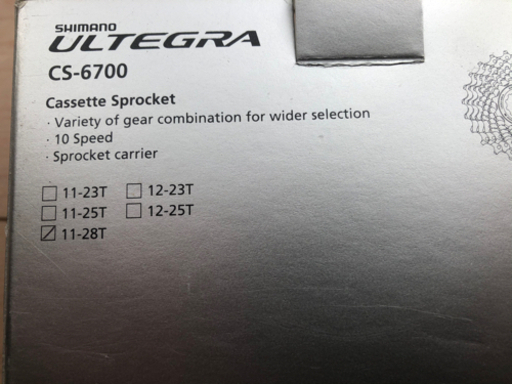 SHIMANO
ULTEGRA
CS-6700
Cassette Sprocket
· Variety of gear combination for wider selection
· 10 Speed
· Sprocket carrier
☐ 11-23T ☐ 12-23T
☐ 11-25T ☐ 12-25T
☑ 11-28T